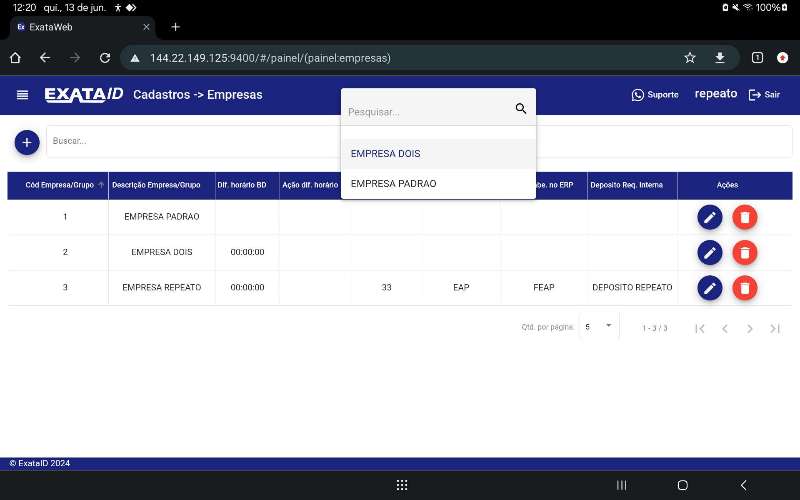 12:20 qui., 13 de jun.
100%
Ex ExataWeb
144.22.149.125:9400/#/painel/(painel:empresas)
1
EXATAID Cadastros -> Empresas
Suporte
repeato
Sair
Pesquisar...
EMPRESA DOIS
EMPRESA PADRAO
Buscar...
Cód Empresa/Grupo Descrição Empresa/Grupo Dif. horário BD Ação dif. horário no ERP Deposito Req. Interna Ações
1 EMPRESA PADRAO
2 EMPRESA DOIS 00:00:00
3 EMPRESA REPEATO 00:00:00 33 EAP FEAP DEPOSITO REPEATO
Qtd. por página: 5 1 - 3 / 3
© ExataID 2024